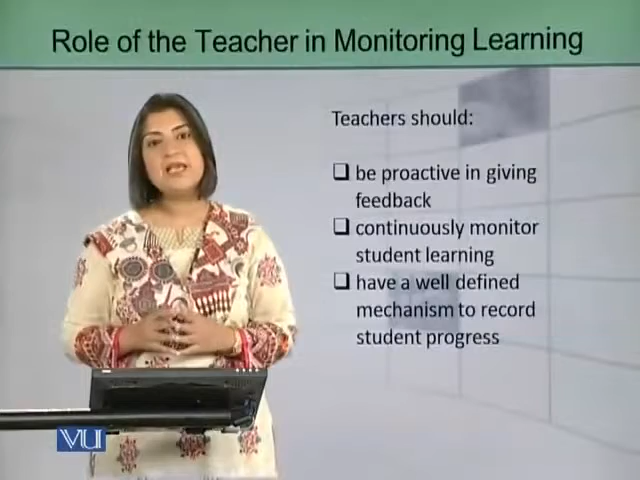 Role of the Teacher in Monitoring Learning
Teachers should:
❑ be proactive in giving
feedback
❑ continuously monitor
student learning
❑ have a well defined
mechanism to record
student progress
VU